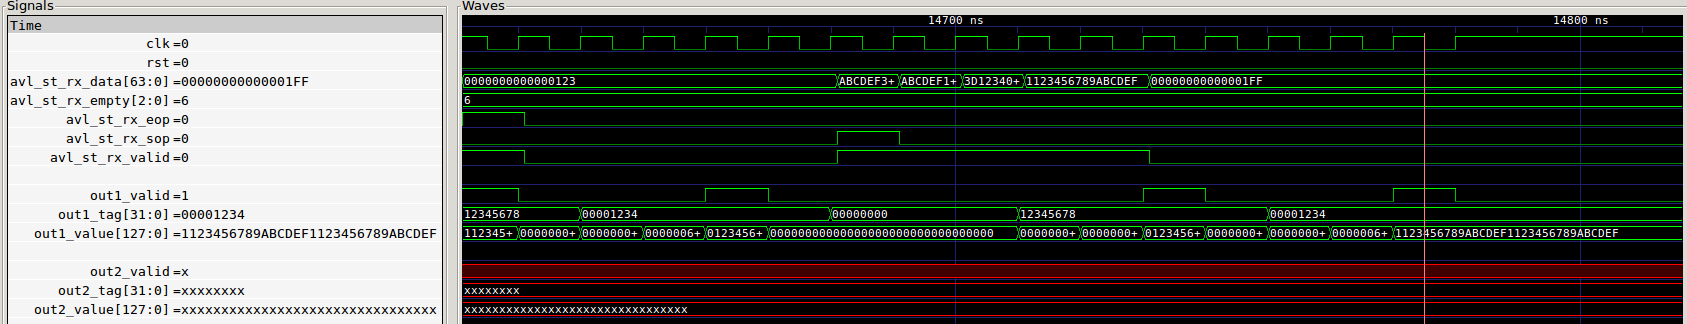 Signals
Waves
Time
14700 ns
14800 ns
clk=0
rst=0
avl_st_rx_data[63:0]=00000000000001FF
0000000000000123 ABCDEF3+ ABCDEF1+ 3D12340+ 1123456789ABCDEF 00000000000001FF
avl_st_rx_empty[2:0]=6
6
avl_st_rx_eop=0
avl_st_rx_sop=0
avl_st_rx_valid=0
out1_valid=1
out1_tag[31:0]=00001234
12345678 00001234 00000000 12345678 00001234
out1_value[127:0]=1123456789ABCDEF1123456789ABCDEF
112345+ 0000000+ 0000000+ 0000006+ 0123456+ 00000000000000000000000000000000 0000000+ 0000000+ 0123456+ 0000000+ 0000000+ 0000006+ 1123456789ABCDEF1123456789ABCDEF
out2_valid=x
out2_tag[31:0]=xxxxxxxx
xxxxxxxx
out2_value[127:0]=xxxxxxxxxxxxxxxxxxxxxxxxxxxxxxxx
xxxxxxxxxxxxxxxxxxxxxxxxxxxxxxxx